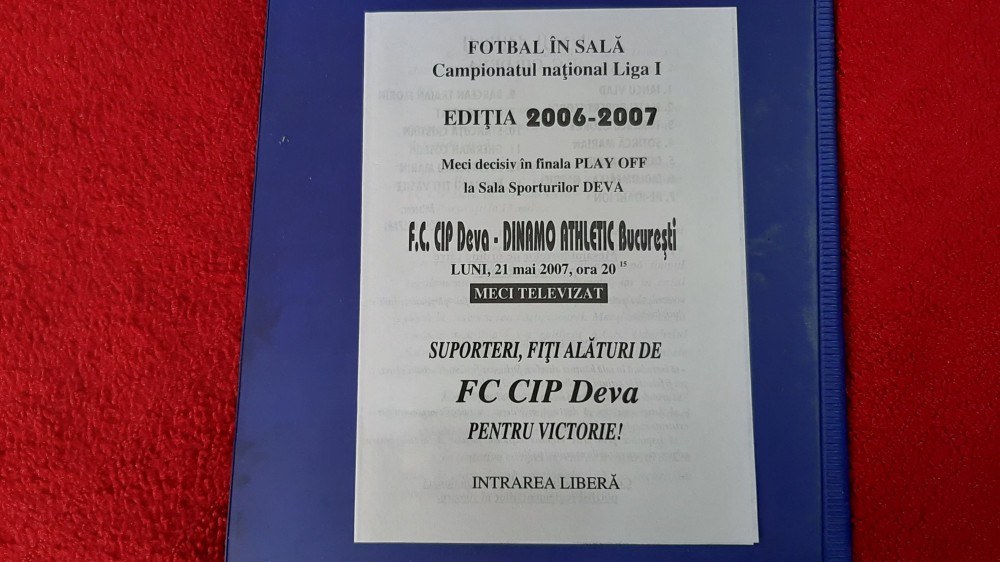 FOTBAL ÎN SALĂ
Campionatul naţional Liga I
EDIŢIA 2006-2007
Meci decisiv în finala PLAY OFF
la Sala Sporturilor DEVA
F.C. CIP Deva - DINAMO ATHLETIC Bucureşti
LUNI, 21 mai 2007, ora 20 15
MECI TELEVIZAT
SUPORTERI, FIŢI ALĂTURI DE
FC CIP Deva
PENTRU VICTORIE!
INTRAREA LIBERĂ